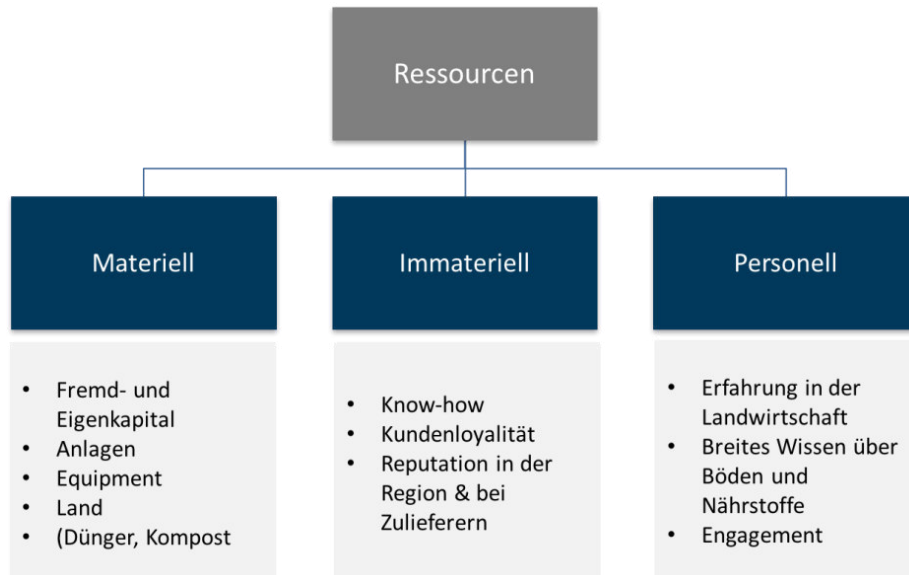 Ressourcen
Materiell
Immateriell
Personell
• Fremd- und
Eigenkapital
• Anlagen
• Equipment
• Land
• (Dünger, Kompost
• Know-how
• Kundenloyalität
• Reputation in der
Region & bei
Zulieferern
• Erfahrung in der
Landwirtschaft
• Breites Wissen über
Böden und
Nährstoffe
• Engagement